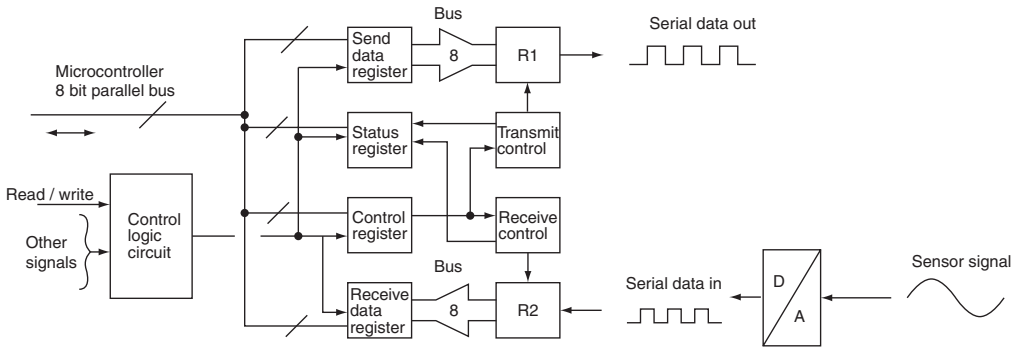 Bus
Serial data out
Send
data
register
8
R1
Microcontroller
8 bit parallel bus
Status
register
Transmit
control
Read / write
Control
logic
circuit
Other
signals
Control
register
Receive
control
Bus
Serial data in
D
A
Sensor signal
Receive
data
register
8
R2